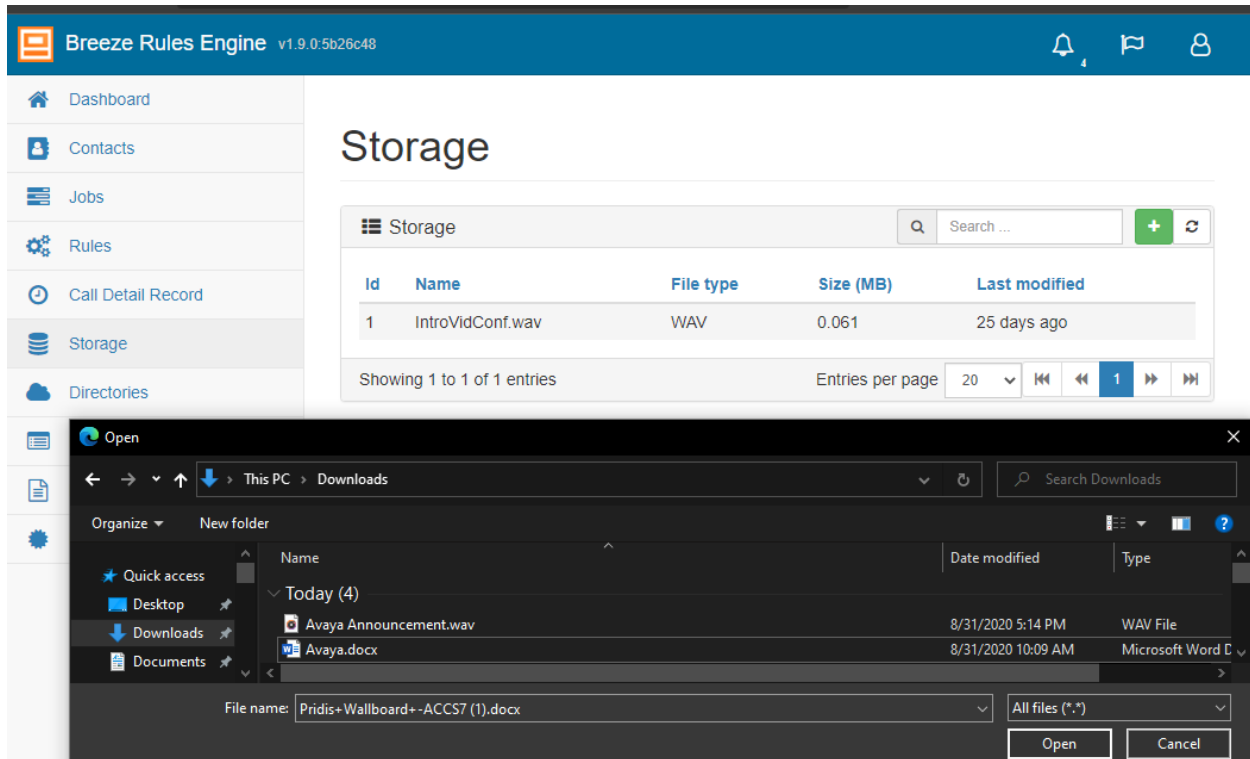 Breeze Rules Engine v1.9.0:5b26c48
4
Dashboard
Contacts
Jobs
Rules
Call Detail Record
Storage
Directories
Storage
Storage
Search ...
Id Name File type Size (MB) Last modified
1 IntroVidConf.wav WAV 0.061 25 days ago
Showing 1 to 1 of 1 entries Entries per page 20 1
Open
This PC > Downloads
Search Downloads
Organize New folder
Quick access
Desktop
Downloads
Documents
Name Date modified Type
Today (4)
Avaya Announcement.wav 8/31/2020 5:14 PM WAV File
Avaya.docx 8/31/2020 10:09 AM Microsoft Word D
File name: Pridis+Wallboard+-ACCS7 (1).docx All files (*.*)
Open Cancel